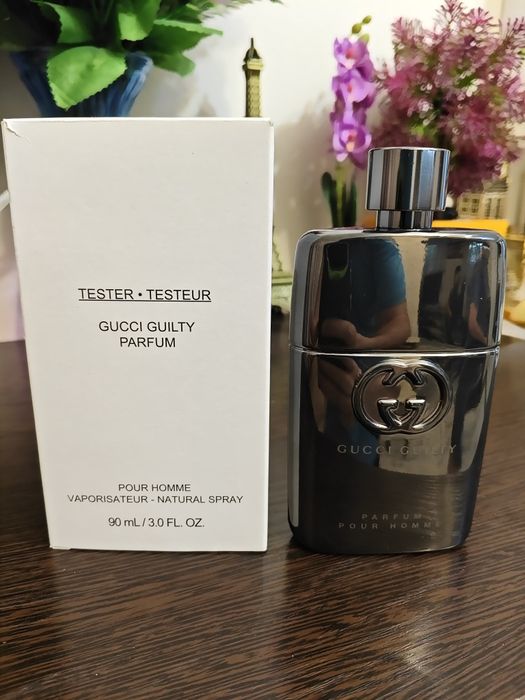 TESTER • TESTEUR
GUCCI GUILTY
PARFUM
POUR HOMME
VAPORISATEUR - NATURAL SPRAY
90 mL / 3.0 FL. OZ.
GUCCI GUILTY
PARFUM
POUR HOMME